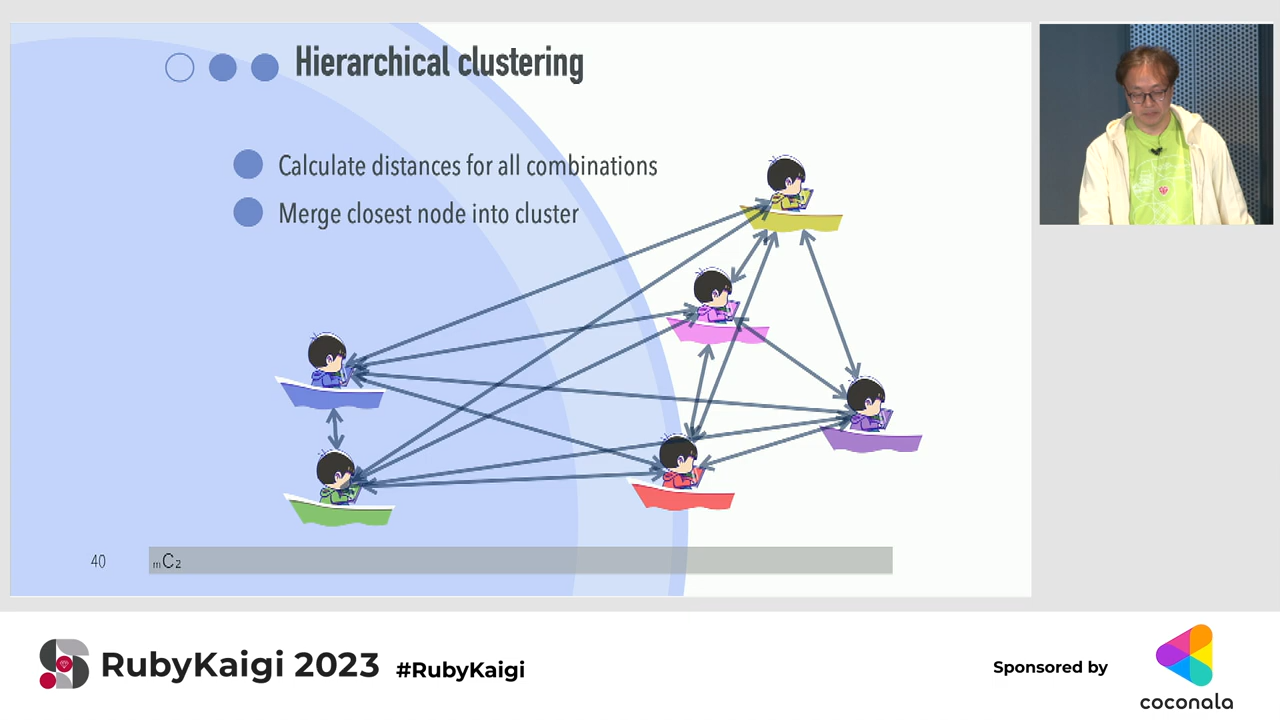 Hierarchical clustering
Calculate distances for all combinations
Merge closest node into cluster
40
mC2
RubyKaigi 2023
#RubyKaigi
Sponsored by
coconala